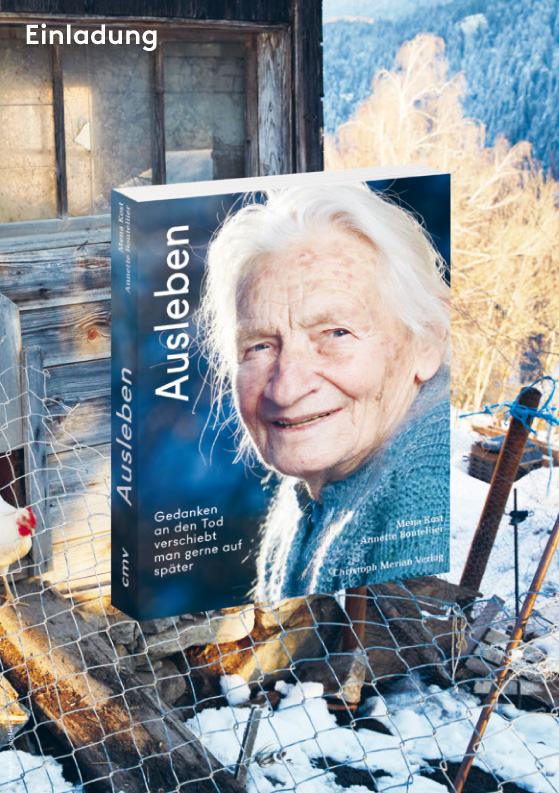 Einladung
Mena Kost
Annette Boutellier
Ausleben
cmv
Ausleben
Gedanken
an den Tod
verschiebt
man gerne auf
später
Mena Kost
Annette Boutellier
Christoph Merian Verlag